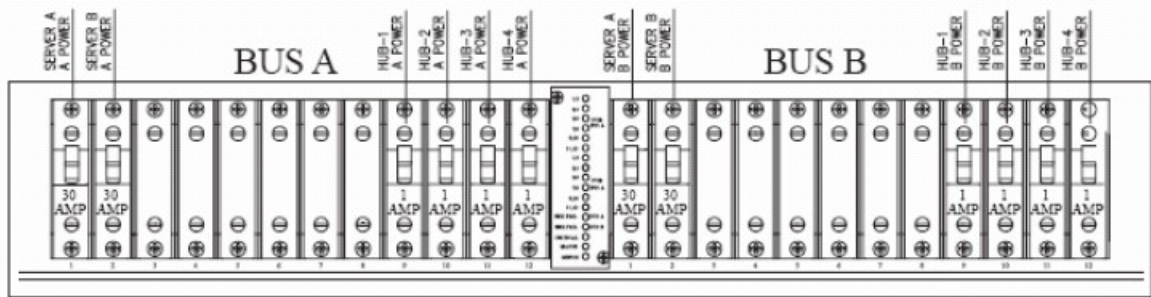 SERVER A
A POWER
SERVER B
A POWER
BUS A
HUB-1
A POWER
HUB-2
A POWER
HUB-3
A POWER
HUB-4
A POWER
SERVER A
B POWER
SERVER B
B POWER
BUS B
HUB-1
B POWER
HUB-2
B POWER
HUB-3
B POWER
HUB-4
B POWER
30 AMP
30 AMP
1 AMP
1 AMP
1 AMP
1 AMP
30 AMP
30 AMP
1 AMP
1 AMP
1 AMP
1 AMP
1 2 3 4 5 6 7 8 9 10 11 12
1 2 3 4 5 6 7 8 9 10 11 12